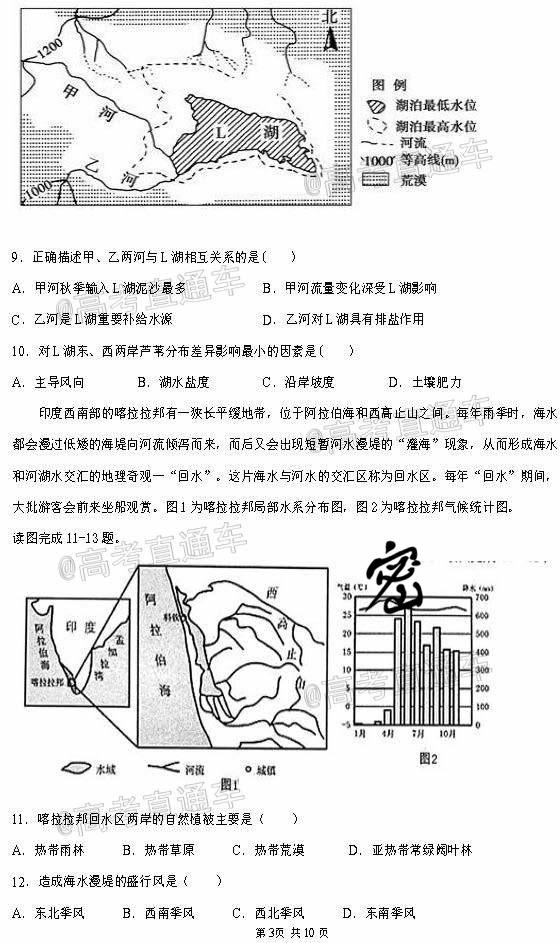 北
1200
甲 河
L 湖
乙 河
1000
图 例
湖泊最低水位
湖泊最高水位
河流
1000 等高线(m)
荒漠
@高考直通车
9．正确描述甲、乙两河与L湖相互关系的是(　　)
A．甲河秋季输入L湖泥沙最多　B．甲河流量变化深受L湖影响
C．乙河是L湖重要补给水源　D．乙河对L湖具有排盐作用
@高考直通车
10．对L湖东、西两岸芦苇分布差异影响最小的因素是(　　)
A．主导风向　B．湖水盐度　C．沿岸坡度　D．土壤肥力
印度西南部的喀拉拉邦有一狭长平缓地带，位于阿拉伯海和西高止山之间。每年雨季时，海水
都会漫过低矮的海堤向河流倾泻而来，而后又会出现短暂河水漫堤的“灌海”现象，从而形成海水
和河湖水交汇的地理奇观—“回水”。这片海水与河水的交汇区称为回水区。每年“回水”期间，
大批游客会前来坐船观赏。图1为喀拉拉邦局部水系分布图，图2为喀拉拉邦气候统计图。
读图完成11-13题。
@高考直通车
阿拉伯海
印度
孟加拉湾
喀拉拉邦
阿拉伯海
科钦
西高止山
水域
河流
城镇
图1
密
气温(℃)
降水(mm)
30
25
20
15
10
5
0
-5
700
600
500
400
300
200
100
0
1月 4月 7月 10月
图2
@高考直通车
11．喀拉拉邦回水区两岸的自然植被主要是（　　）
A．热带雨林　B．热带草原　C．热带荒漠　D．亚热带常绿阔叶林
12．造成海水漫堤的盛行风是（　　）
A．东北季风　B．西南季风　C．西北季风　D．东南季风
第3页 共10页